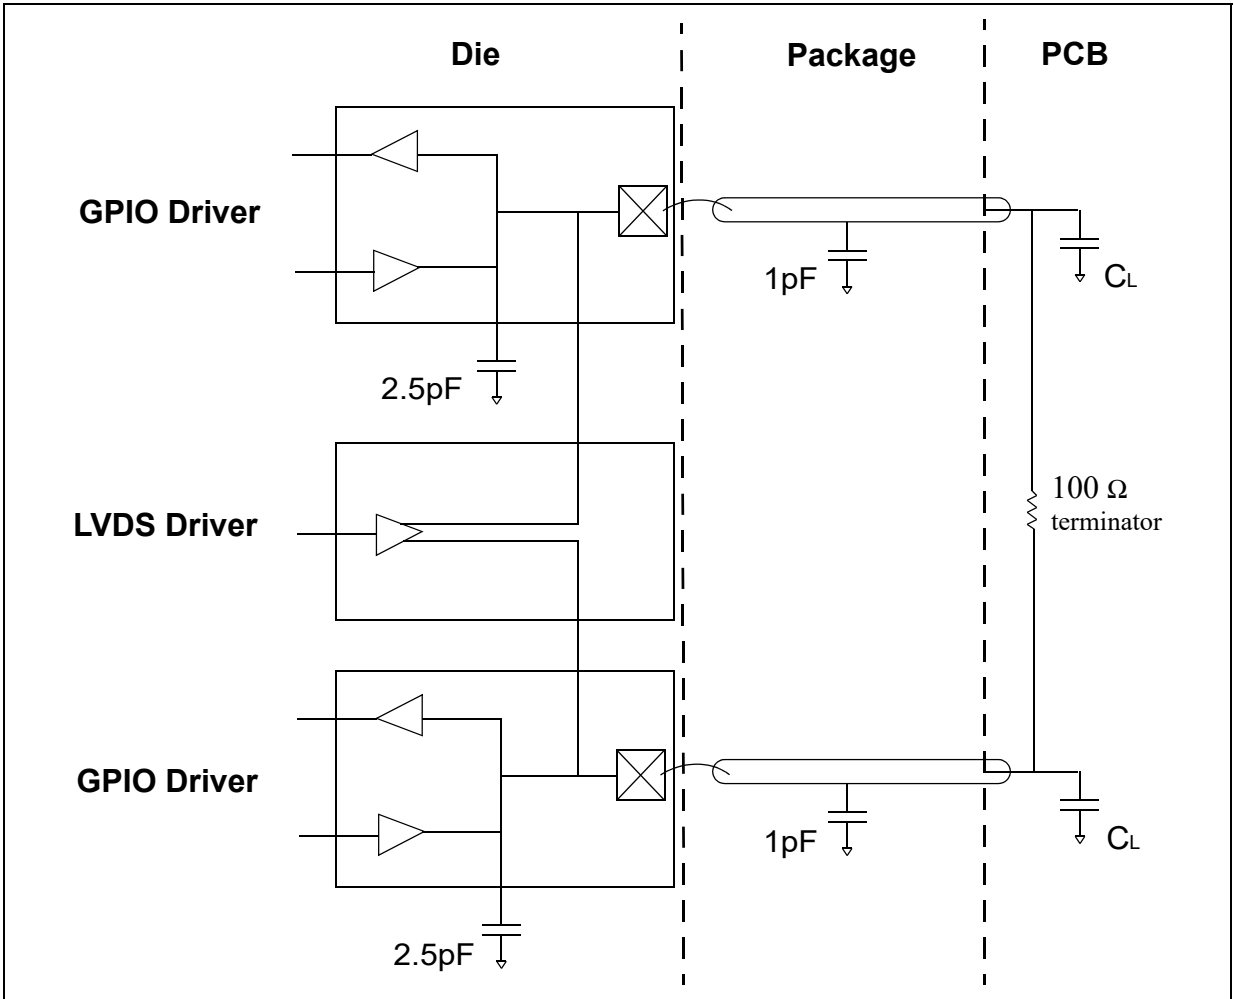 Die
Package
PCB
GPIO Driver
1pF
CL
2.5pF
LVDS Driver
100 Ω
terminator
GPIO Driver
1pF
CL
2.5pF